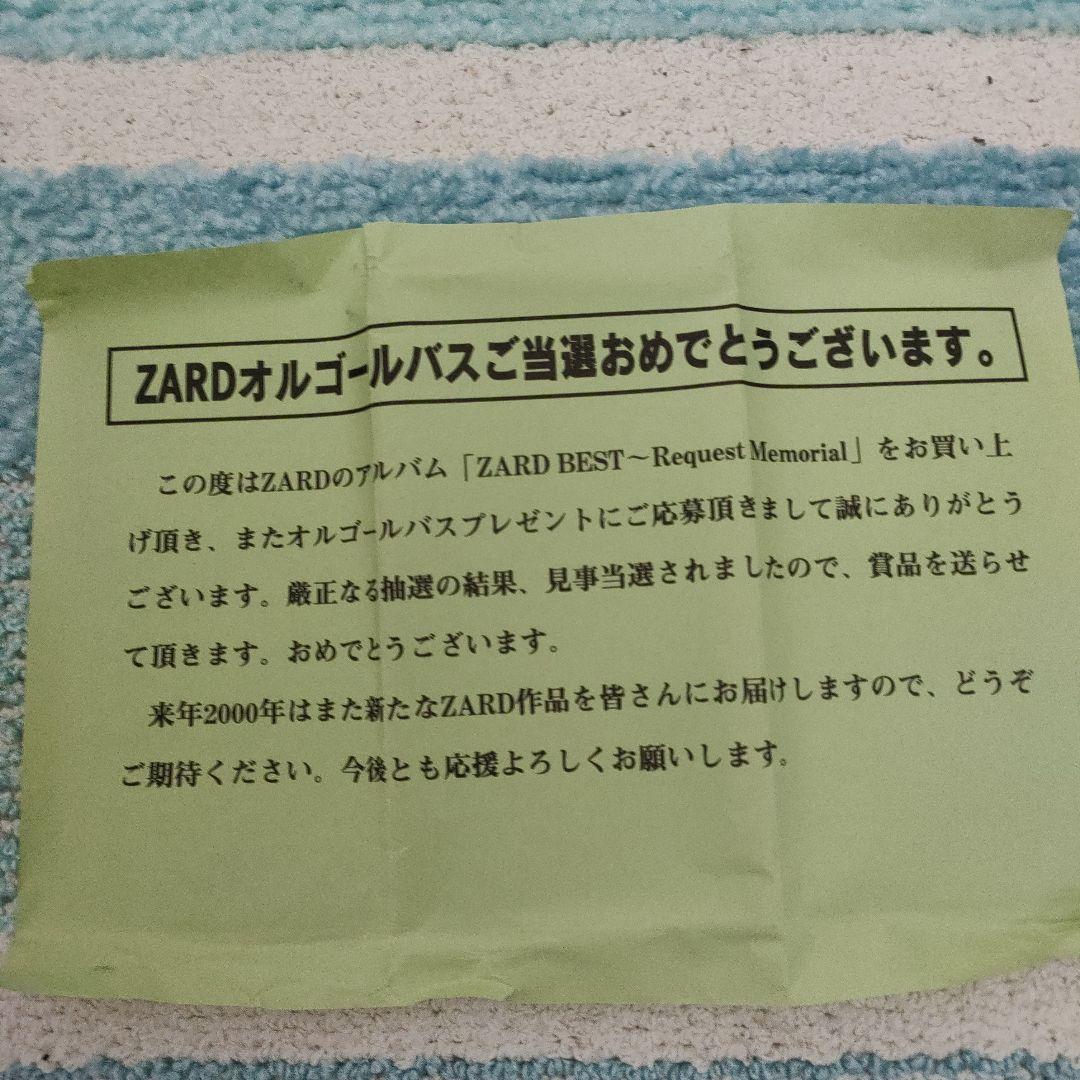 ZARDオルゴールバスご当選おめでとうございます。
この度はZARDのアルバム「ZARD BEST～Request Memorial」をお買い上
げ頂き、またオルゴールバスプレゼントにご応募頂きまして誠にありがとう
ございます。厳正なる抽選の結果、見事当選されましたので、賞品を送らせ
て頂きます。おめでとうございます。
来年2000年はまた新たなZARD作品を皆さんにお届けしますので、どうぞ
ご期待ください。今後とも応援よろしくお願いします。